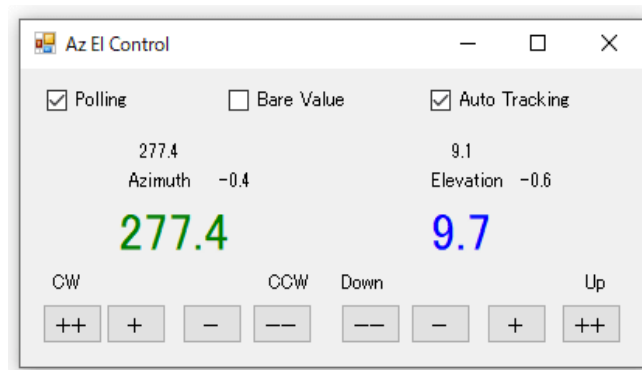 Az El Control
Polling Bare Value Auto Tracking
277.4 9.1
Azimuth -0.4 Elevation -0.6
277.4 9.7
CW CCW Down Up
++ + - -- -- - + ++